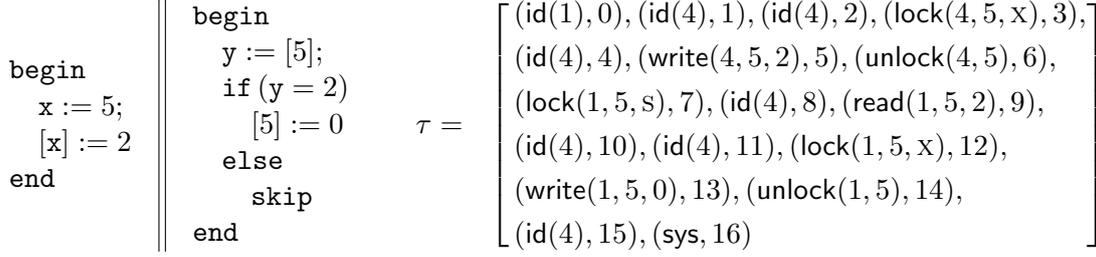 begin
x := 5;
[x] := 2
end
begin
y := [5];
if (y = 2)
[5] := 0
else
skip
end
τ =
[(id(1), 0), (id(4), 1), (id(4), 2), (lock(4, 5, X), 3),
(id(4), 4), (write(4, 5, 2), 5), (unlock(4, 5), 6),
(lock(1, 5, S), 7), (id(4), 8), (read(1, 5, 2), 9),
(id(4), 10), (id(4), 11), (lock(1, 5, X), 12),
(write(1, 5, 0), 13), (unlock(1, 5), 14),
(id(4), 15), (sys, 16)]